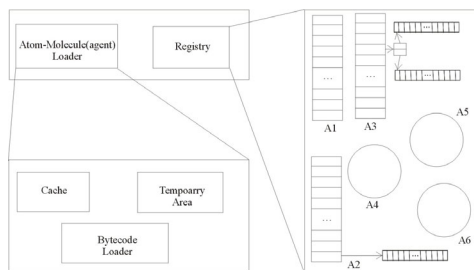 Atom-Molecule(agent)
Loader
Registry
Cache
Tempoarry
Area
Bytecode
Loader
...
...
...
...
A1
A3
A5
A4
A6
...
...
A2